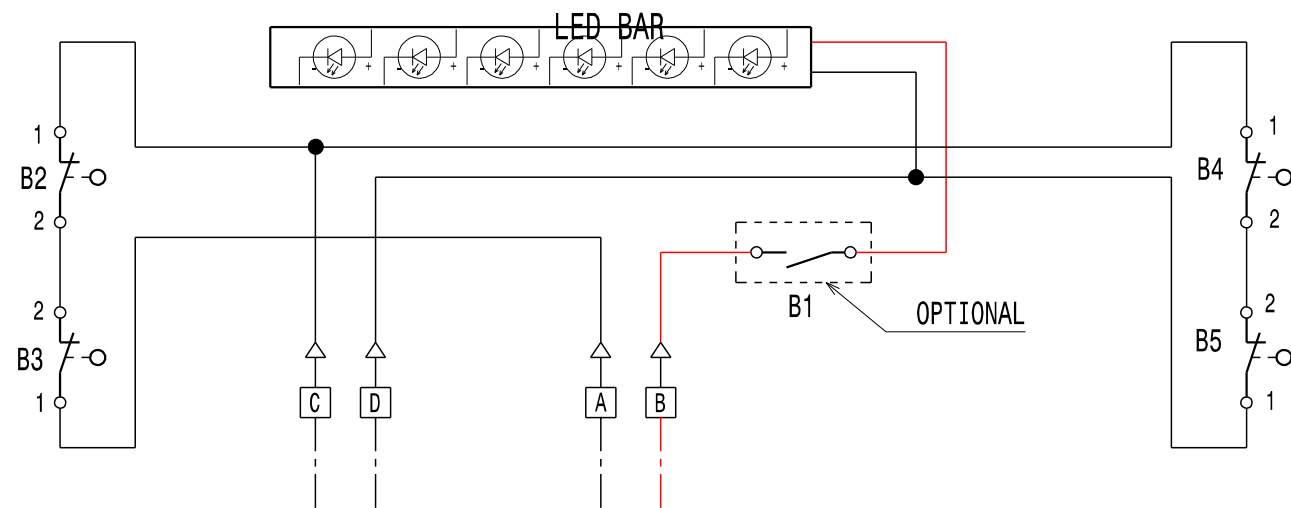 LED BAR
- + - + - + - + - + - +
1
1
B2
B4
2
2
2
2
B1
OPTIONAL
B3
B5
1
1
C
D
A
B